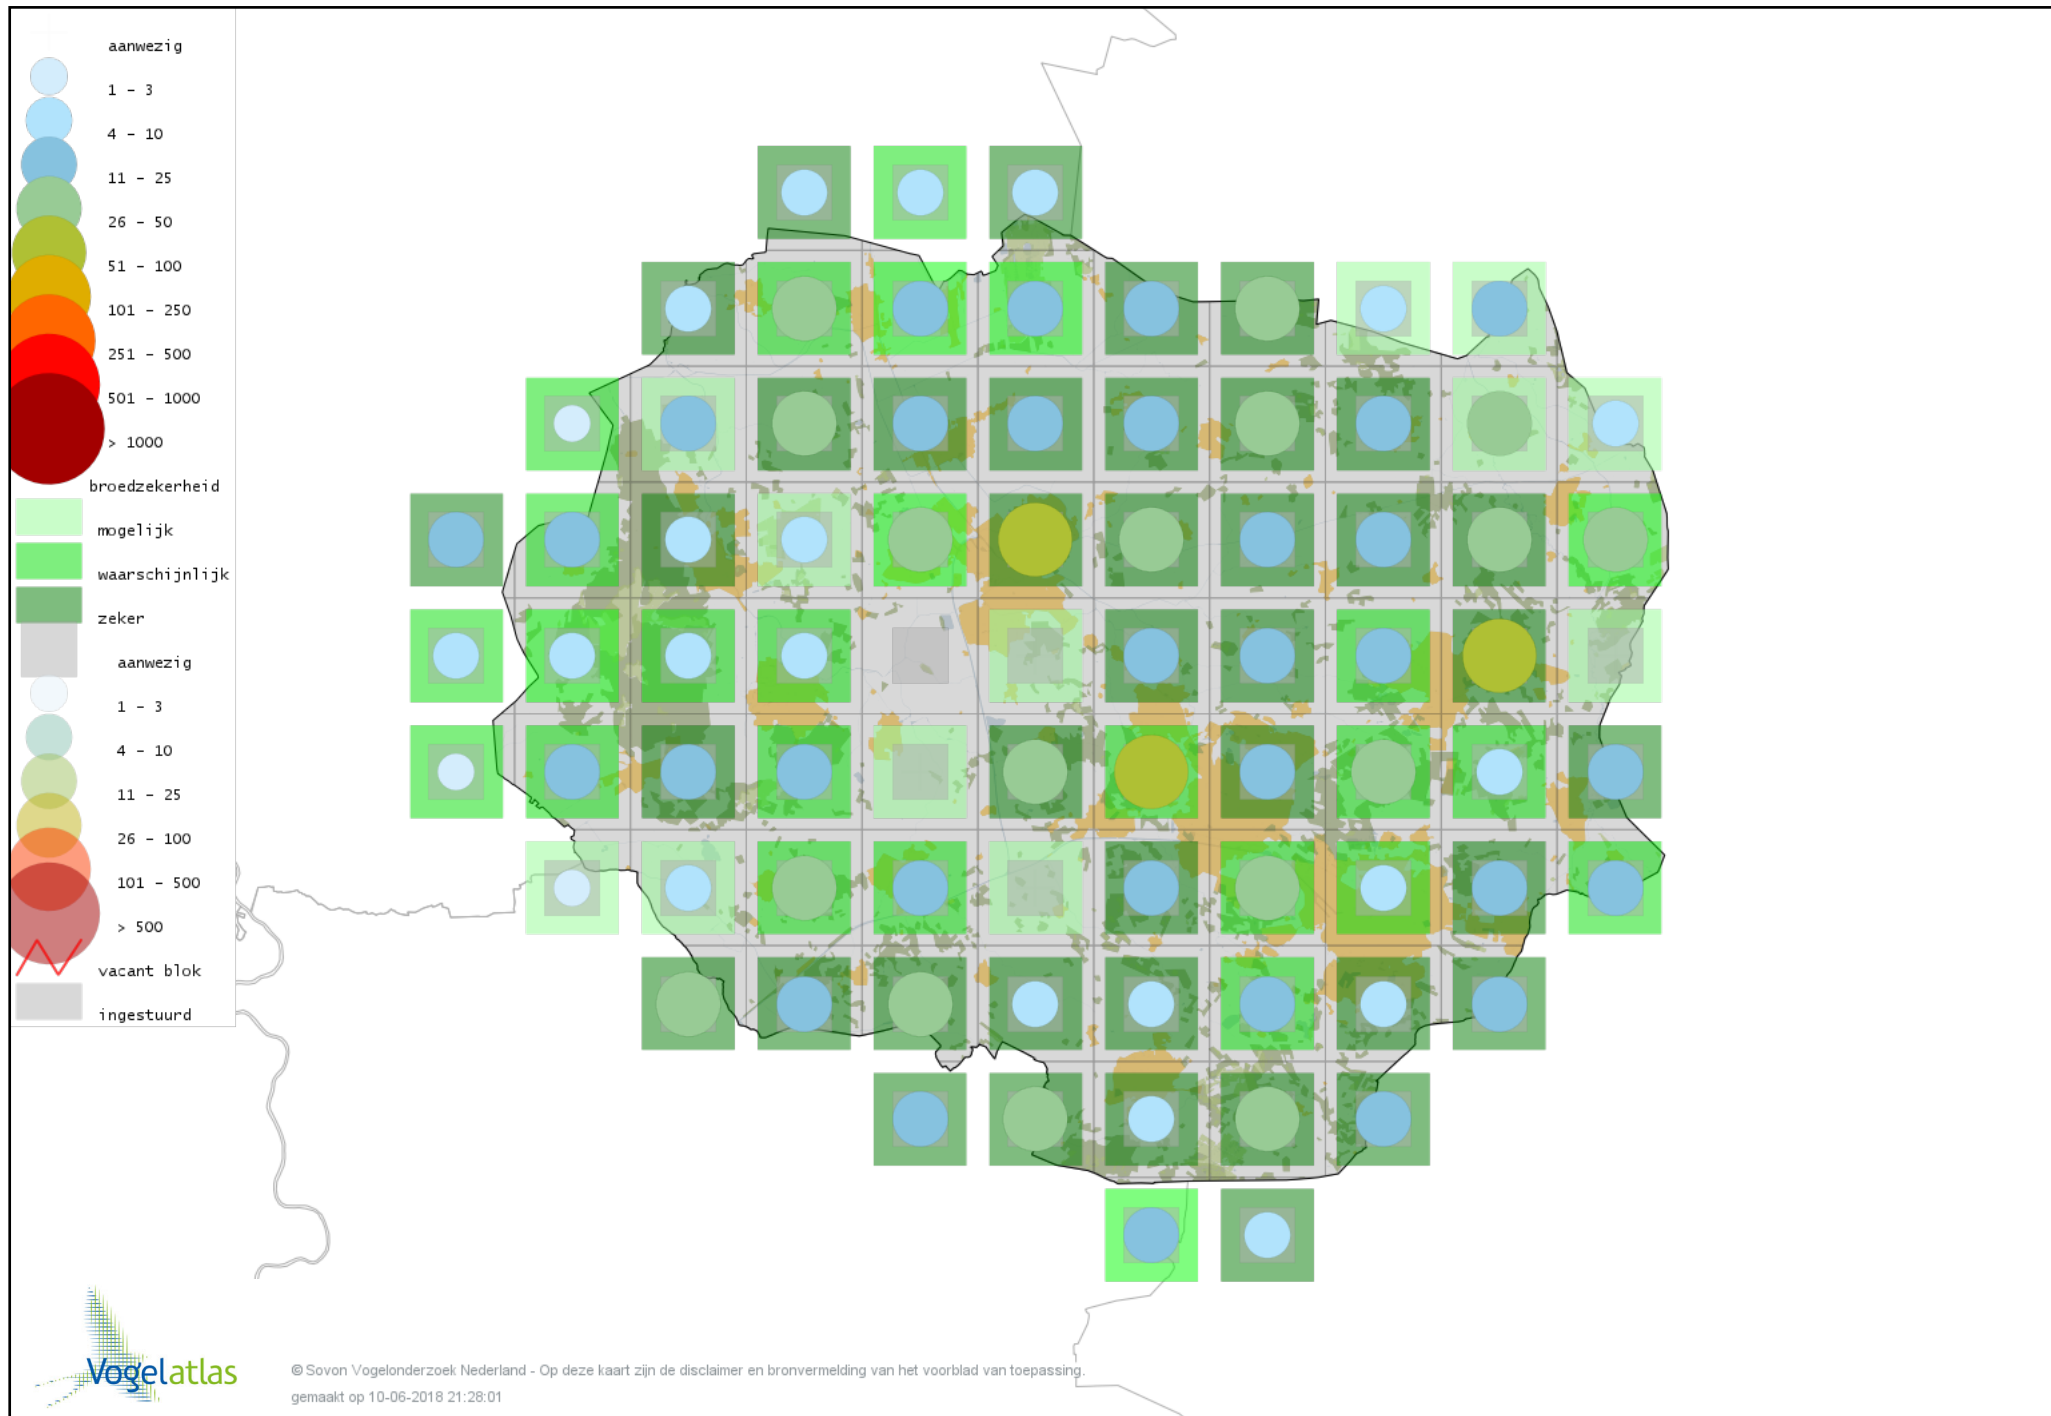 aanwezig
1 - 3
4 - 10
11 - 25
26 - 50
51 - 100
101 - 250
251 - 500
501 - 1000
> 1000
broedzekerheid
mogelijk
waarschijnlijk
zeker
aanwezig
1 - 3
4 - 10
11 - 25
26 - 100
101 - 500
> 500
vacant blok
ingestuurd
Vogelatlas
© Sovon Vogelonderzoek Nederland - Op deze kaart zijn de disclaimer en bronvermelding van het voorblad van toepassing.
gemaakt op 10-06-2018 21:28:01